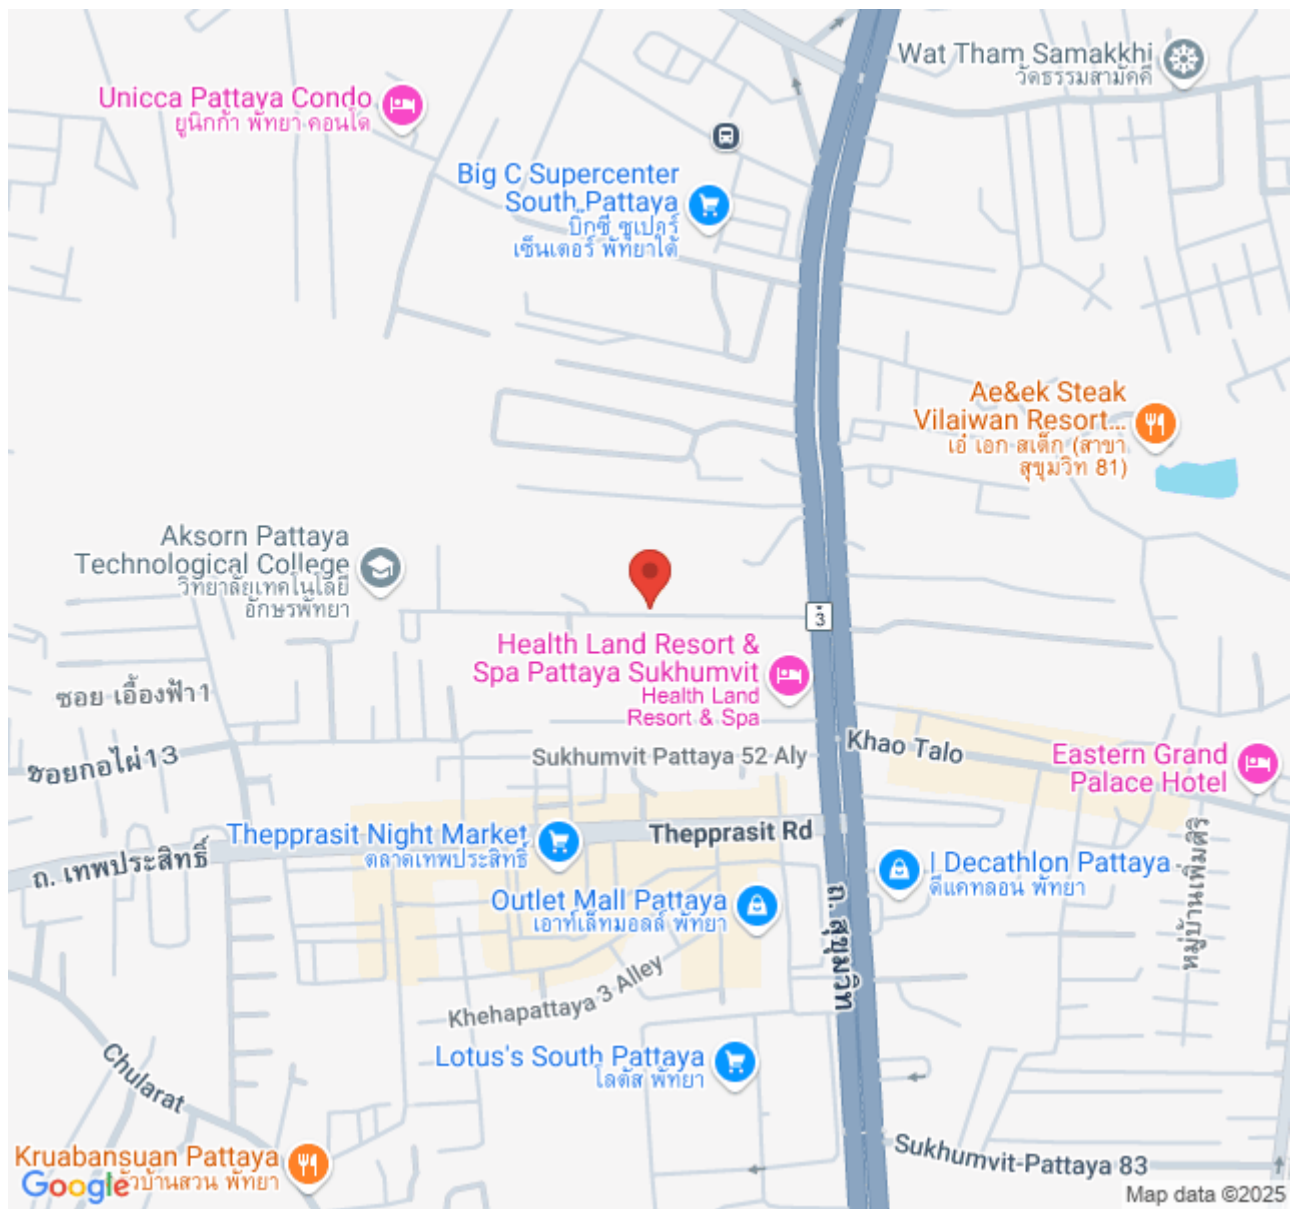 Wat Tham Samakkhi
วัดธรรมสามัคคี
Unicca Pattaya Condo
ยูนิกก้า พัทยา คอนโด
Big C Supercenter
South Pattaya
บิ๊กซี ซูเปอร์
เซ็นเตอร์ พัทยาใต้
Ae&ek Steak
Vilaiwan Resort...
เอ๋ เอก สเต็ก (สาขา
สุขุมวิท 81)
Aksorn Pattaya
Technological College
วิทยาลัยเทคโนโลยี
อักษรพัทยา
3
Health Land Resort &
Spa Pattaya Sukhumvit
Health Land
Resort & Spa
ซอย เอื้องฟ้า 1
Sukhumvit Pattaya 52 Aly
Khao Talo
Eastern Grand
Palace Hotel
ซอยกอไผ่ 13
Thepprasit Night Market
ตลาดเทพประสิทธิ์
Thepprasit Rd
ถ. เทพประสิทธิ์
| Decathlon Pattaya
ดีแคทลอน พัทยา
Outlet Mall Pattaya
เอาท์เล็ทมอลล์ พัทยา
ถ. สุขุมวิท
หมู่บ้านเพิ่มศิริ
Khehapattaya 3 Alley
Lotus's South Pattaya
โลตัส พัทยา
Chularat
Sukhumvit-Pattaya 83
Kruabansuan Pattaya
ัวบ้านสวน พัทยา
Google
Map data ©2025